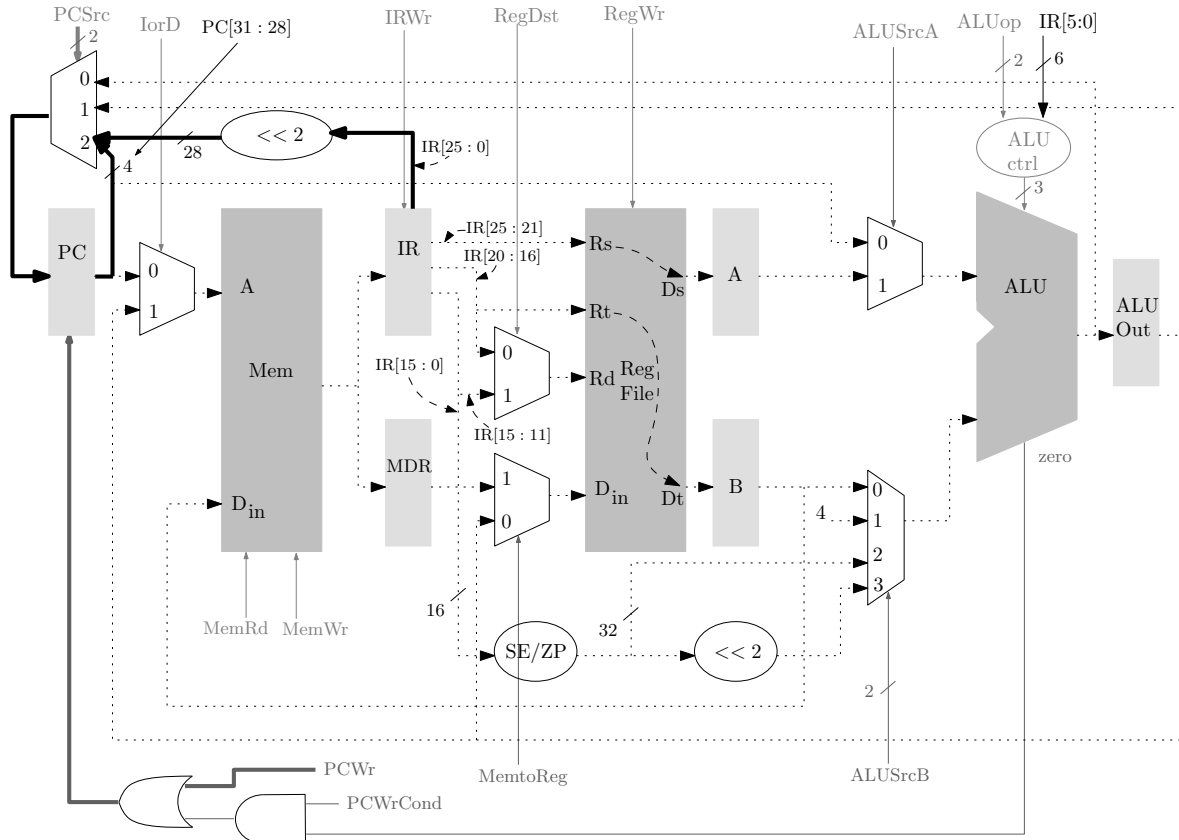 PCSrc
2
IorD
PC[31 : 28]
IRWr
RegDst
RegWr
ALUSrcA
ALUop
IR[5:0]
2
6
0
1
2
<< 2
28
4
IR[25 : 0]
ALU
ctrl
3
PC
0
1
A
Mem
D in
IR
IR[25 : 21]
IR[20 : 16]
Rs
Ds
Rt
A
0
1
ALU
ALU
Out
IR[15 : 0]
0
1
IR[15 : 11]
Rd
Reg
File
MDR
1
0
D in
Dt
B
4
0
1
2
3
zero
16
32
SE/ZP
<< 2
2
MemRd
MemWr
PCWr
MemtoReg
ALUSrcB
PCWrCond